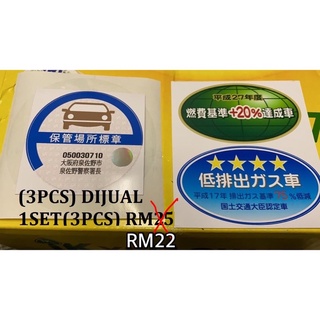 保管場所標章
050030710
大阪府泉佐野市
泉佐野警察署長
平成27年度
燃費基準+20%達成車
★★★★
低排出ガス車
平成17年 排出ガス基準 %低減
国土交通大臣認定車
(3PCS) DIJUAL
1SET(3PCS) RM25
RM22